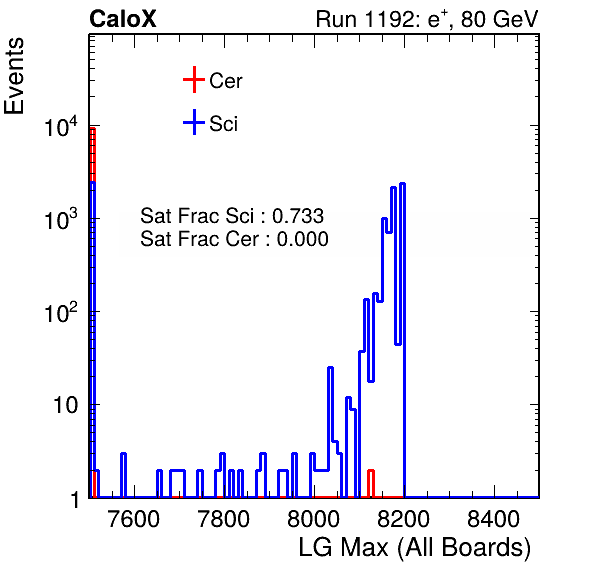 CaloX Run 1192: e⁺, 80 GeV
Events
Cer
Sci
Sat Frac Sci : 0.733
Sat Frac Cer : 0.000
10⁴
10³
10²
10
1
7600 7800 8000 8200 8400
LG Max (All Boards)